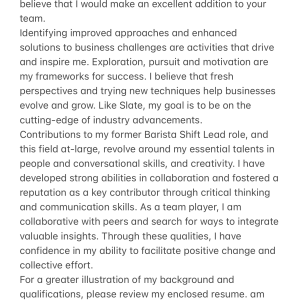 believe that I would make an excellent addition to your
team.
Identifying improved approaches and enhanced
solutions to business challenges are activities that drive
and inspire me. Exploration, pursuit and motivation are
my frameworks for success. I believe that fresh
perspectives and trying new techniques help businesses
evolve and grow. Like Slate, my goal is to be on the
cutting-edge of industry advancements.
Contributions to my former Barista Shift Lead role, and
this field at-large, revolve around my essential talents in
people and conversational skills, and creativity. I have
developed strong abilities in collaboration and fostered a
reputation as a key contributor through critical thinking
and communication skills. As a team player, I am
collaborative with peers and search for ways to integrate
valuable insights. Through these qualities, I have
confidence in my ability to facilitate positive change and
collective effort.
For a greater illustration of my background and
qualifications, please review my enclosed resume. am